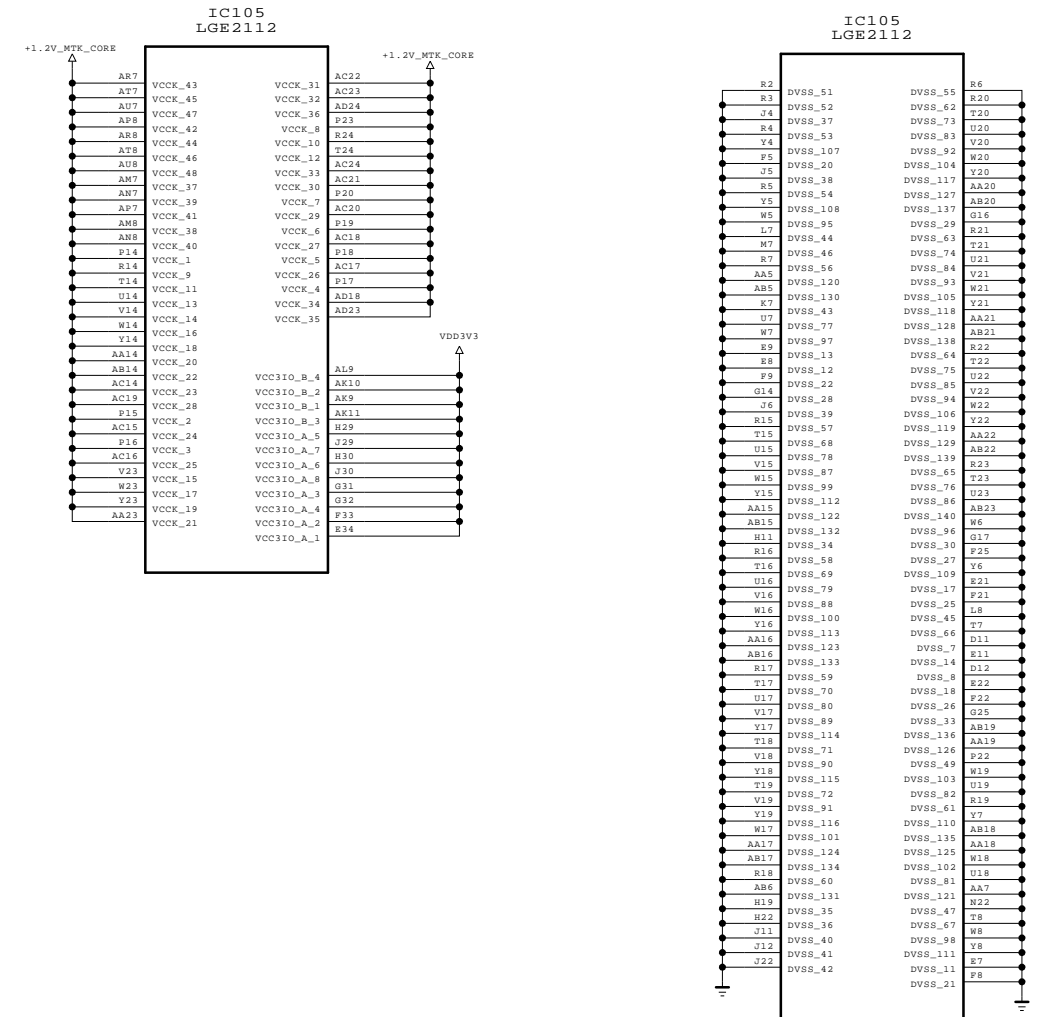 IC105
LGE2112
+1.2V_MTK_CORE
+1.2V_MTK_CORE
AR7 VCCK_43 VCCK_31 AC22
AT7 VCCK_45 VCCK_32 AC23
AU7 VCCK_47 VCCK_36 AD24
AP8 VCCK_42 VCCK_8 P23
AR8 VCCK_44 VCCK_10 R24
AT8 VCCK_46 VCCK_12 T24
AU8 VCCK_48 VCCK_33 AC24
AM7 VCCK_37 VCCK_30 AC21
AN7 VCCK_39 VCCK_7 P20
AP7 VCCK_41 VCCK_29 AC20
AM8 VCCK_38 VCCK_6 P19
AN8 VCCK_40 VCCK_27 AC18
P14 VCCK_1 VCCK_5 P18
R14 VCCK_9 VCCK_26 AC17
T14 VCCK_11 VCCK_4 P17
U14 VCCK_13 VCCK_34 AD18
V14 VCCK_14 VCCK_35 AD23
W14 VCCK_16
Y14 VCCK_18 VDD3V3
AA14 VCCK_20
AB14 VCCK_22 VCC3IO_B_4 AL9
AC14 VCCK_23 VCC3IO_B_2 AK10
AC19 VCCK_28 VCC3IO_B_1 AK9
P15 VCCK_2 VCC3IO_B_3 AK11
AC15 VCCK_24 VCC3IO_A_5 H29
P16 VCCK_3 VCC3IO_A_7 J29
AC16 VCCK_25 VCC3IO_A_6 H30
V23 VCCK_15 VCC3IO_A_8 J30
W23 VCCK_17 VCC3IO_A_3 G31
Y23 VCCK_19 VCC3IO_A_4 G32
AA23 VCCK_21 VCC3IO_A_2 F33
VCC3IO_A_1 E34
IC105
LGE2112
R2 DVSS_51 DVSS_55 R6
R3 DVSS_52 DVSS_62 R20
J4 DVSS_37 DVSS_73 T20
R4 DVSS_53 DVSS_83 U20
Y4 DVSS_107 DVSS_92 V20
F5 DVSS_20 DVSS_104 W20
J5 DVSS_38 DVSS_117 Y20
R5 DVSS_54 DVSS_127 AA20
Y5 DVSS_108 DVSS_137 AB20
W5 DVSS_95 DVSS_29 G16
L7 DVSS_44 DVSS_63 R21
M7 DVSS_46 DVSS_74 T21
R7 DVSS_56 DVSS_84 U21
AA5 DVSS_120 DVSS_93 V21
AB5 DVSS_130 DVSS_105 W21
K7 DVSS_43 DVSS_118 Y21
U7 DVSS_77 DVSS_128 AA21
W7 DVSS_97 DVSS_138 AB21
E9 DVSS_13 DVSS_64 R22
E8 DVSS_12 DVSS_75 T22
F9 DVSS_22 DVSS_85 U22
G14 DVSS_28 DVSS_94 V22
J6 DVSS_39 DVSS_106 W22
R15 DVSS_57 DVSS_119 Y22
T15 DVSS_68 DVSS_129 AA22
U15 DVSS_78 DVSS_139 AB22
V15 DVSS_87 DVSS_65 R23
W15 DVSS_99 DVSS_76 T23
Y15 DVSS_112 DVSS_86 U23
AA15 DVSS_122 DVSS_140 AB23
AB15 DVSS_132 DVSS_96 W6
H11 DVSS_34 DVSS_30 G17
R16 DVSS_58 DVSS_27 F25
T16 DVSS_69 DVSS_109 Y6
U16 DVSS_79 DVSS_17 E21
V16 DVSS_88 DVSS_25 F21
W16 DVSS_100 DVSS_45 L8
Y16 DVSS_113 DVSS_66 T7
AA16 DVSS_123 DVSS_7 D11
AB16 DVSS_133 DVSS_14 E11
R17 DVSS_59 DVSS_8 D12
T17 DVSS_70 DVSS_18 E22
U17 DVSS_80 DVSS_26 F22
V17 DVSS_89 DVSS_33 G25
Y17 DVSS_114 DVSS_136 AB19
T18 DVSS_71 DVSS_126 AA19
V18 DVSS_90 DVSS_49 P22
Y18 DVSS_115 DVSS_103 W19
T19 DVSS_72 DVSS_82 U19
V19 DVSS_91 DVSS_61 R19
Y19 DVSS_116 DVSS_110 Y7
W17 DVSS_101 DVSS_135 AB18
AA17 DVSS_124 DVSS_125 AA18
AB17 DVSS_134 DVSS_102 W18
R18 DVSS_60 DVSS_81 U18
AB6 DVSS_131 DVSS_121 AA7
H19 DVSS_35 DVSS_47 N22
H22 DVSS_36 DVSS_67 T8
J11 DVSS_40 DVSS_98 W8
J12 DVSS_41 DVSS_111 Y8
J22 DVSS_42 DVSS_11 E7
DVSS_21 F8